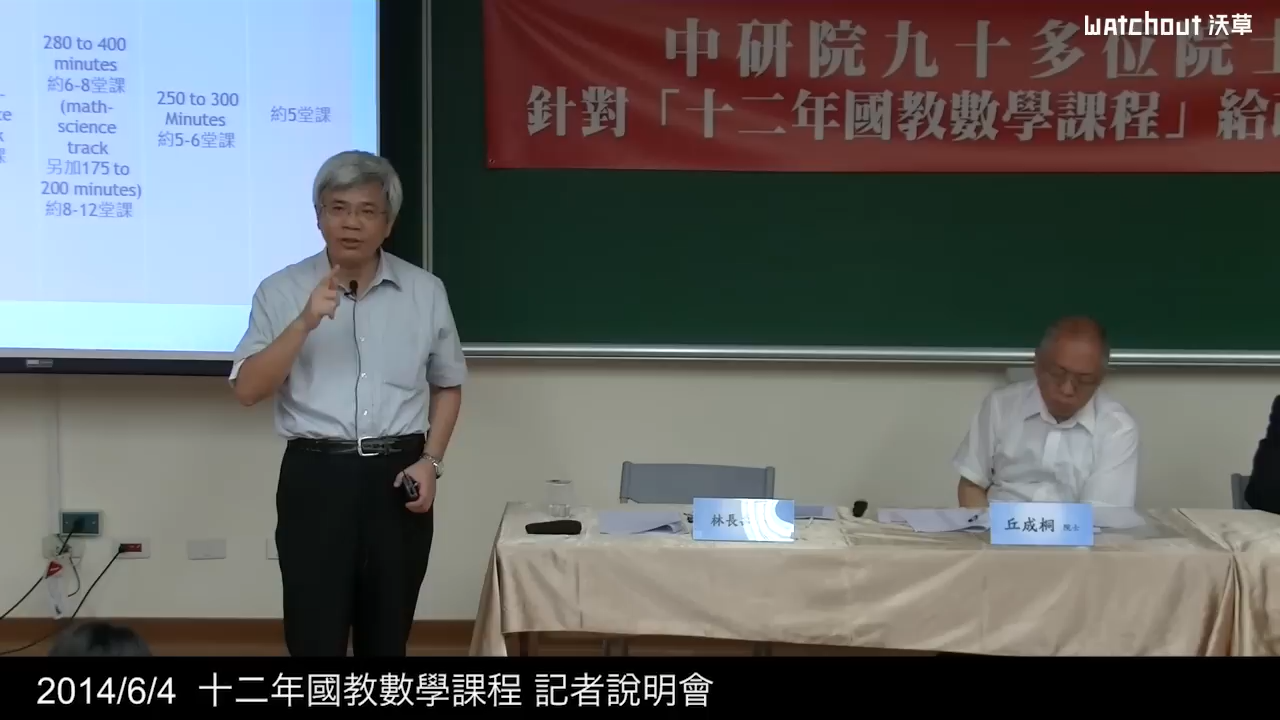 280 to 400
minutes
約6-8堂課
(math-
science
track
另加175 to
200 minutes)
約8-12堂課
250 to 300
Minutes
約5-6堂課
約5堂課
watchout 沃草
中研院九十多位院士
針對「十二年國教數學課程」給
林長
丘成桐 院士
2014/6/4 十二年國教數學課程 記者說明會